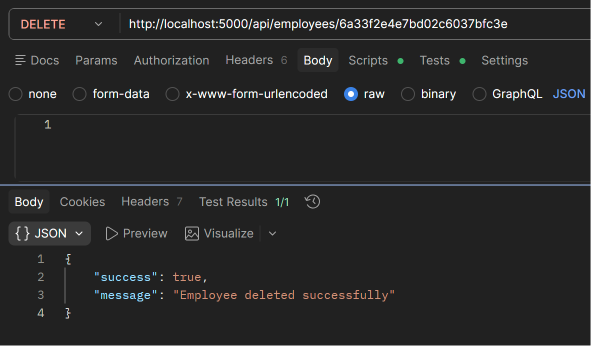 DELETE http://localhost:5000/api/employees/6a33f2e4e7bd02c6037bfc3e
Docs Params Authorization Headers 6 Body Scripts Tests Settings
none form-data x-www-form-urlencoded raw binary GraphQL JSON
1
Body Cookies Headers 7 Test Results 1/1
{} JSON Preview Visualize
1 {
2 "success": true,
3 "message": "Employee deleted successfully"
4 }